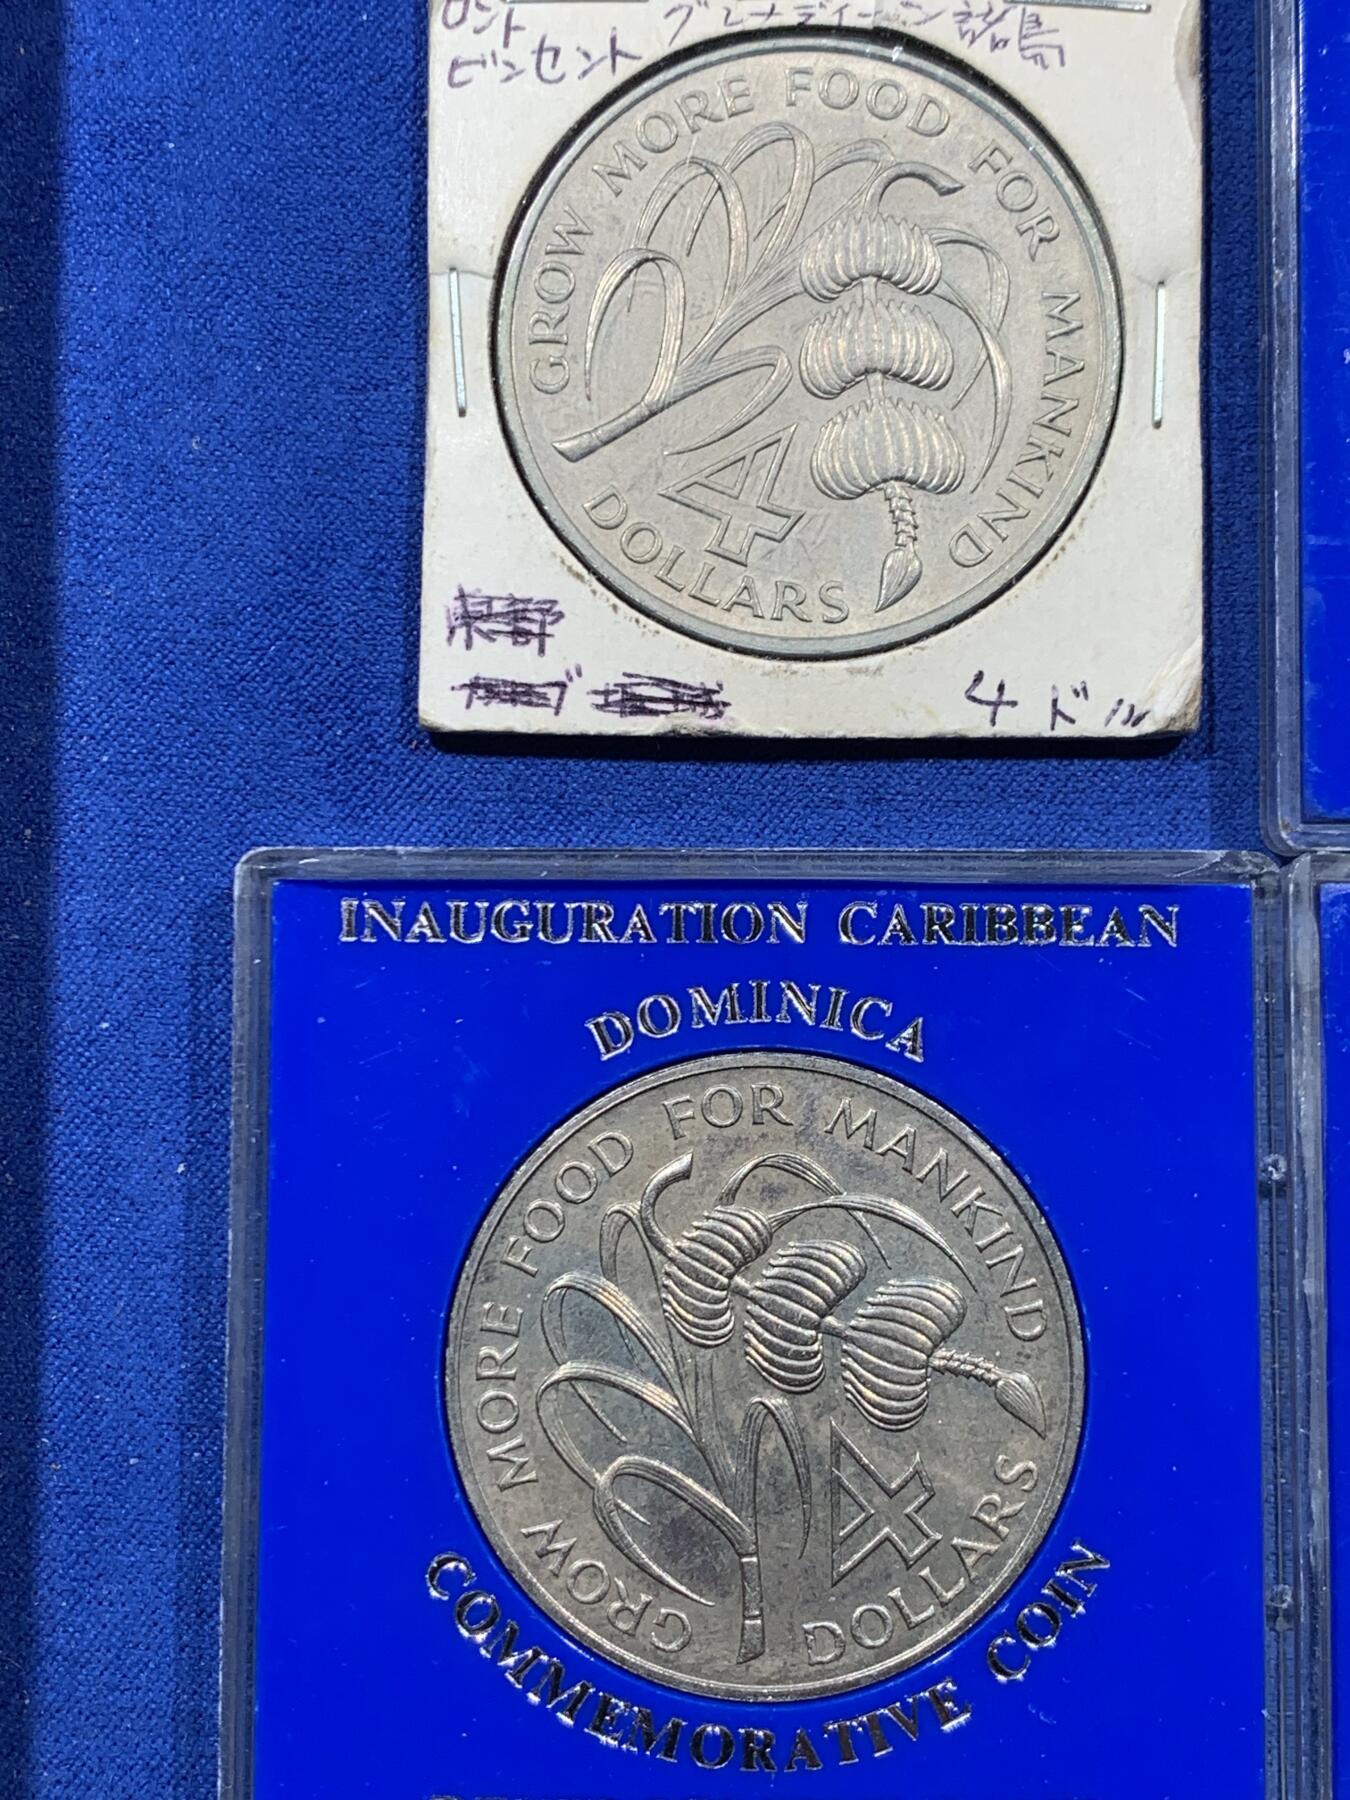 セント グレナディーン諸島
ビンセント
GROW MORE FOOD FOR MANKIND
4
DOLLARS
4ドル
INAUGURATION CARIBBEAN
DOMINICA
GROW MORE FOOD FOR MANKIND
4
DOLLARS
COMMEMORATIVE COIN